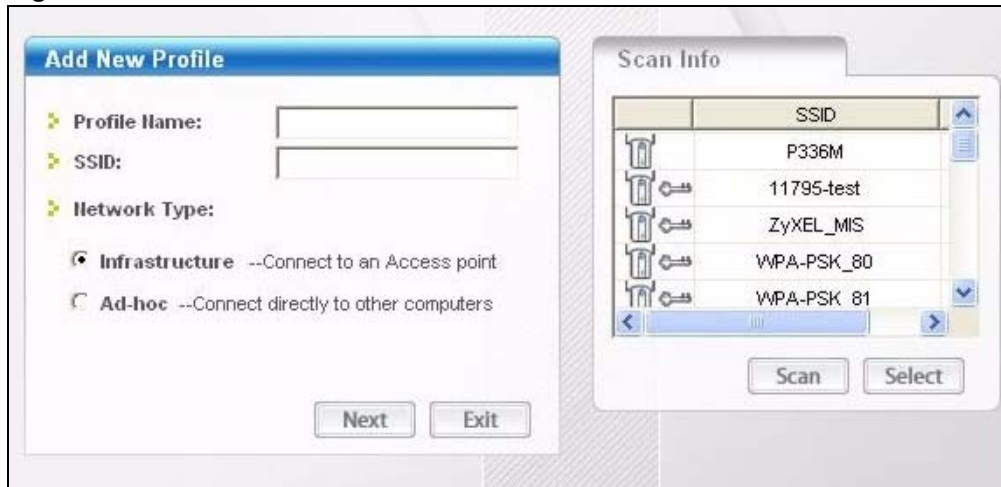 Add New Profile
Profile Name:
SSID:
Network Type:
Infrastructure --Connect to an Access point
Ad-hoc --Connect directly to other computers
Next
Exit
Scan Info
SSID
P336M
11795-test
ZyXEL_MIS
WPA-PSK_80
WPA-PSK_81
Scan
Select